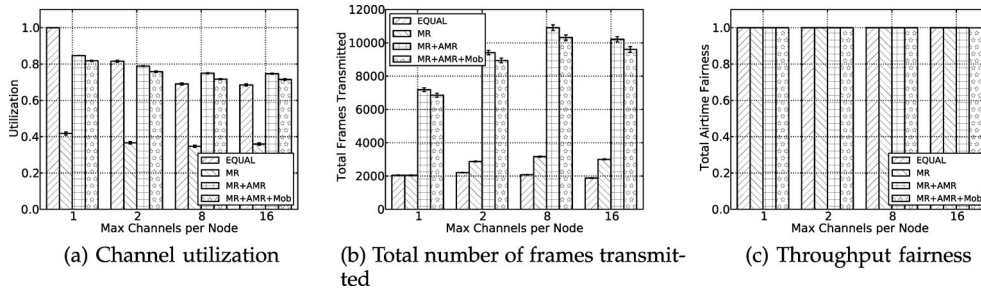 1.0
0.8
0.6
0.4
0.2
0.0
Utilization
EQUAL
MR
MR+AMR
MR+AMR+Mob
1 2 8 16
Max Channels per Node
(a) Channel utilization
12000
10000
8000
6000
4000
2000
0
Total Frames Transmitted
EQUAL
MR
MR+AMR
MR+AMR+Mob
1 2 8 16
Max Channels per Node
(b) Total number of frames transmit-
ted
1.0
0.8
0.6
0.4
0.2
0.0
Total Airtime Fairness
EQUAL
MR
MR+AMR
MR+AMR+Mob
1 2 8 16
Max Channels per Node
(c) Throughput fairness